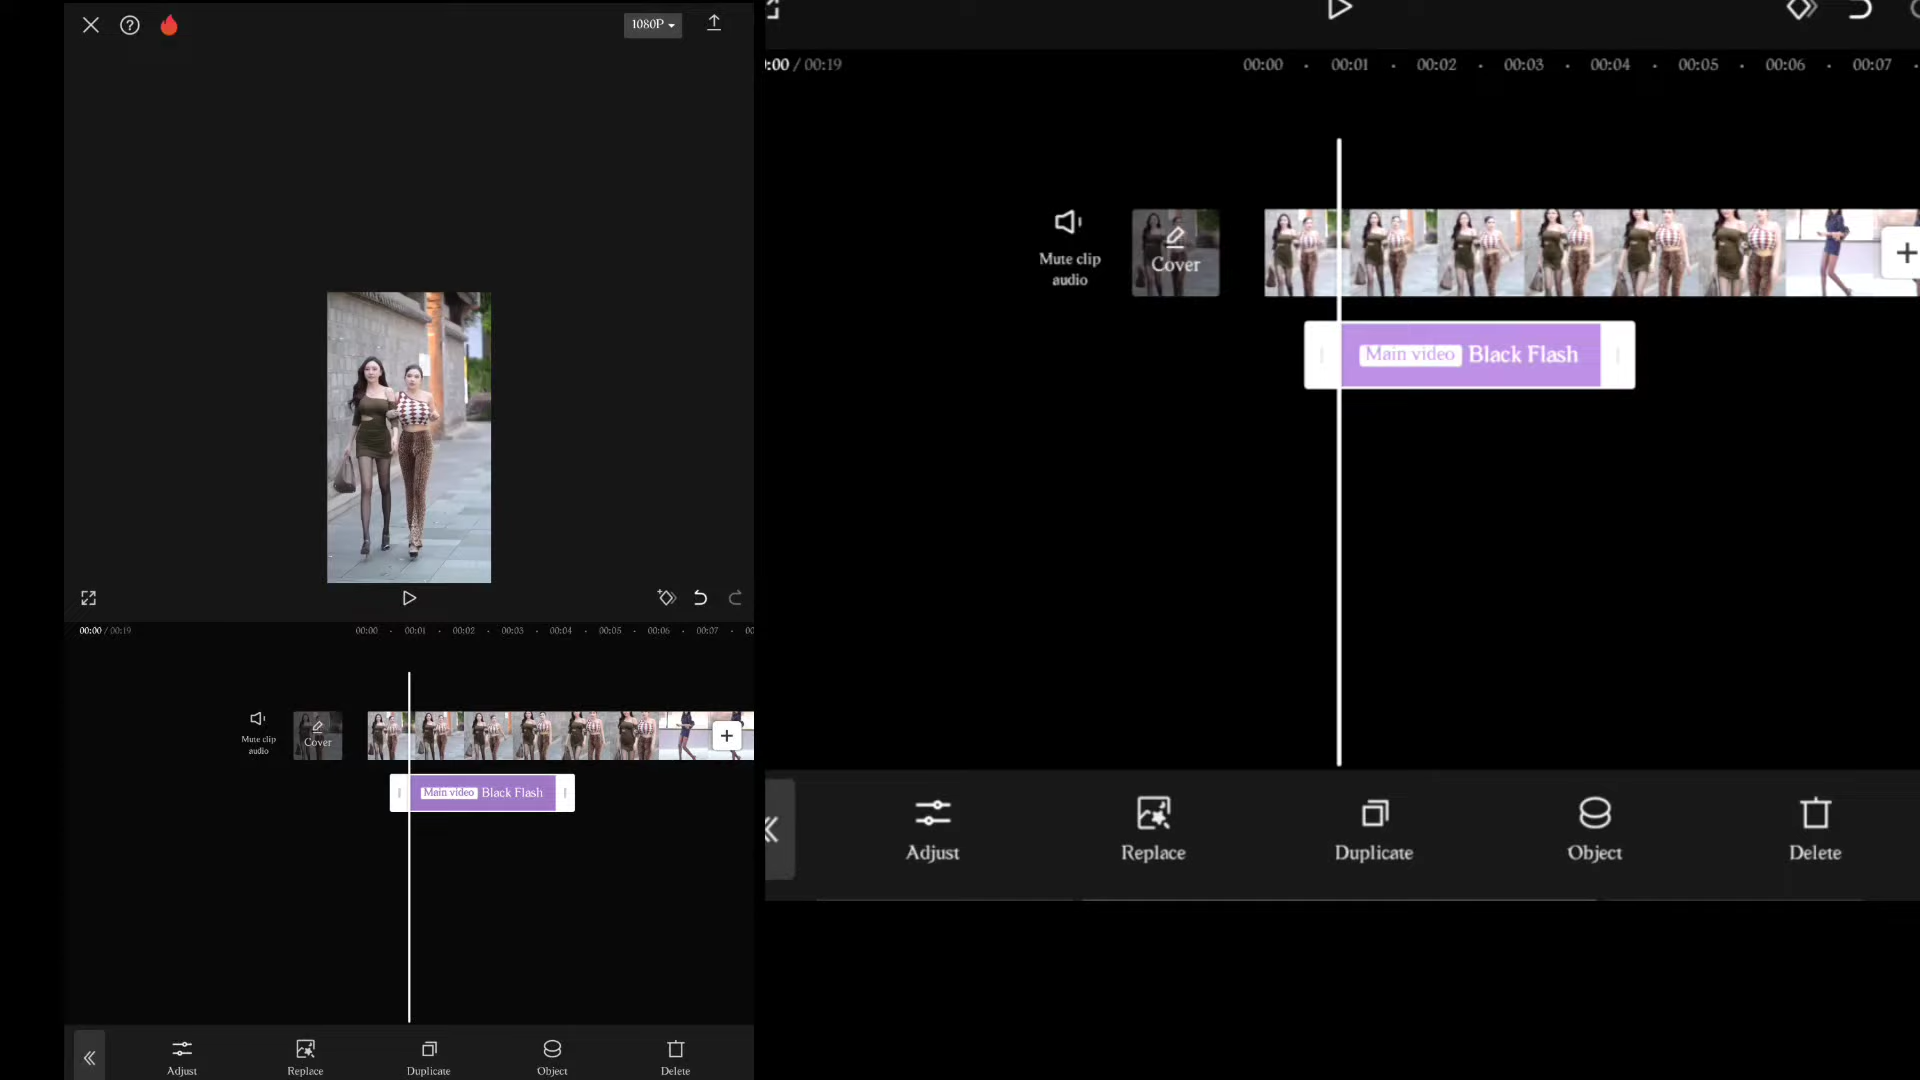 1080P
00:00 / 00:19
00:00 00:01 00:02 00:03 00:04 00:05 00:06 00:07
Mute clip
audio
Cover
Main video Black Flash
Adjust Replace Duplicate Object Delete
:00 / 00:19
00:00 00:01 00:02 00:03 00:04 00:05 00:06 00:07
Mute clip
audio
Cover
Main video Black Flash
Adjust Replace Duplicate Object Delete